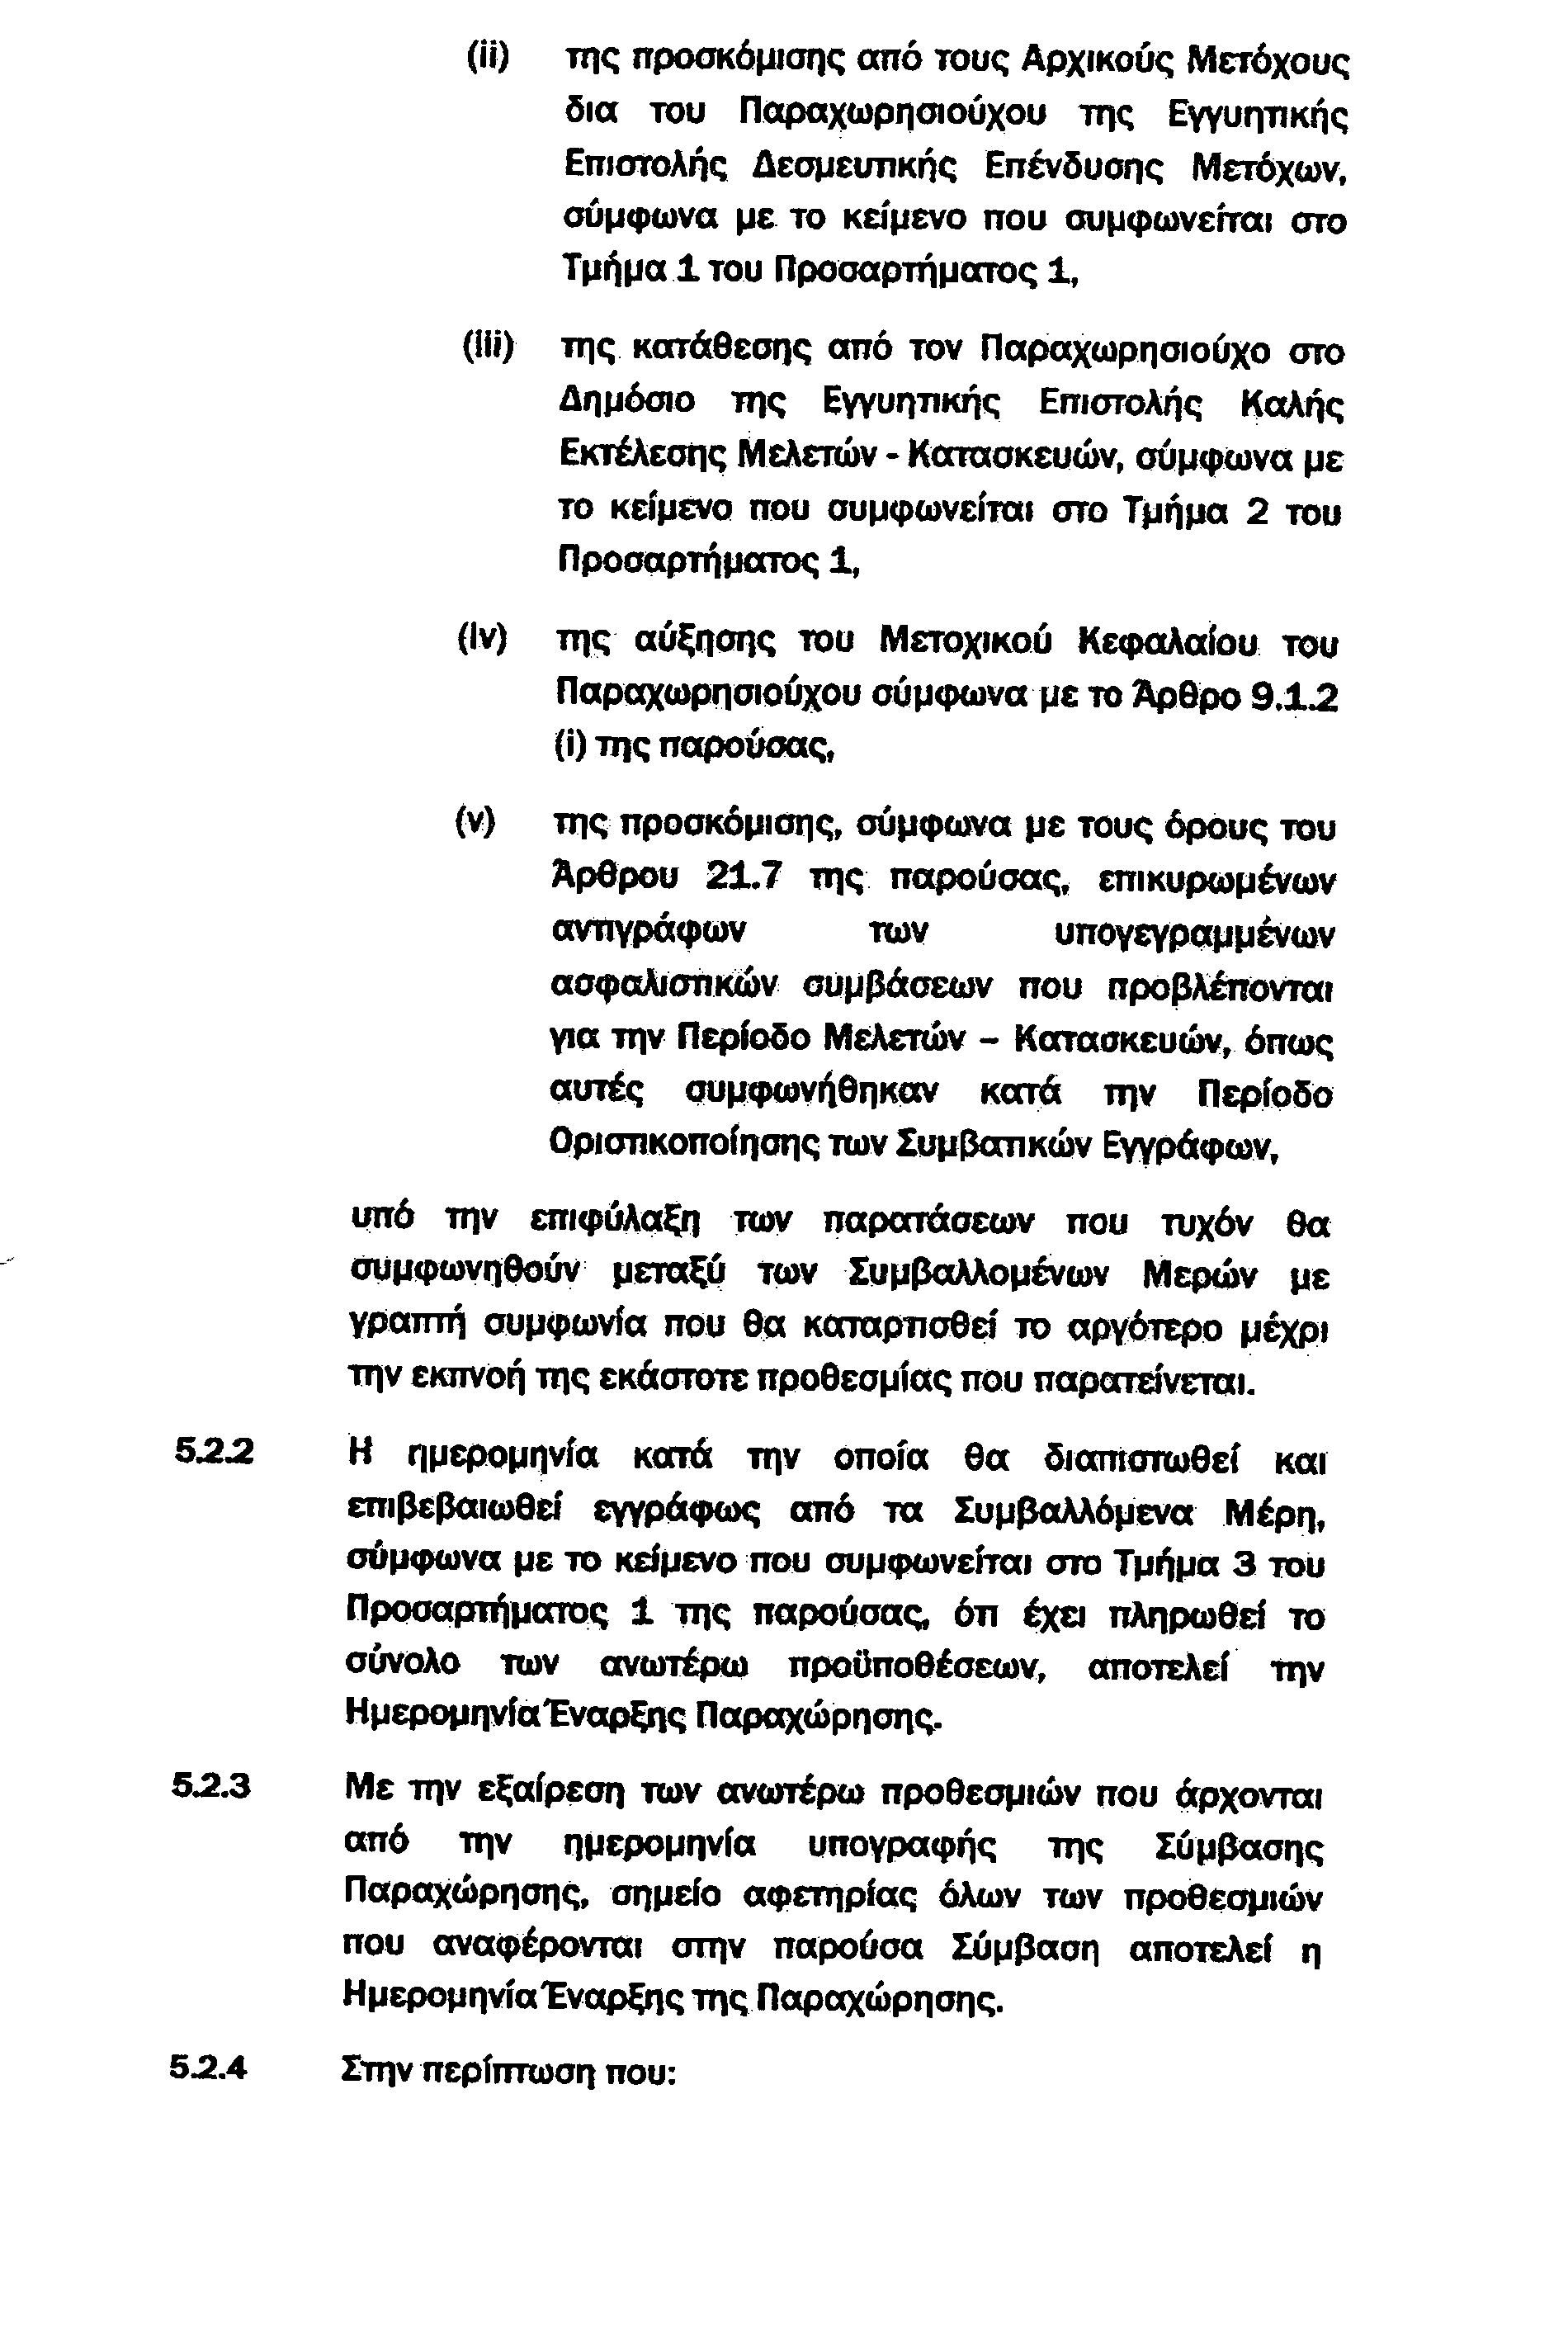 (ii) της προσκόμισης από τους Αρχικούς Μετόχους
δια του Παραχωρησιούχου της Εγγυητικής
Επιστολής Δεσμευτικής Επένδυσης Μετόχων,
σύμφωνα με το κείμενο που συμφωνείται στο
Τμήμα 1 του Προσαρτήματος 1,
(iii) της κατάθεσης από τον Παραχωρησιούχο στο
Δημόσιο της Εγγυητικής Επιστολής Καλής
Εκτέλεσης Μελετών - Κατασκευών, σύμφωνα με
το κείμενο που συμφωνείται στο Τμήμα 2 του
Προσαρτήματος 1,
(iv) της αύξησης του Μετοχικού Κεφαλαίου του
Παραχωρησιούχου σύμφωνα με το Άρθρο 9.1.2
(i) της παρούσας,
(v) της προσκόμισης, σύμφωνα με τους όρους του
Άρθρου 21.7 της παρούσας, επικυρωμένων
αντιγράφων των υπογεγραμμένων
ασφαλιστικών συμβάσεων που προβλέπονται
για την Περίοδο Μελετών – Κατασκευών, όπως
αυτές συμφωνήθηκαν κατά την Περίοδο
Οριστικοποίησης των Συμβατικών Εγγράφων,
υπό την επιφύλαξη των παρατάσεων που τυχόν θα
συμφωνηθούν μεταξύ των Συμβαλλομένων Μερών με
γραπτή συμφωνία που θα καταρτισθεί το αργότερο μέχρι
την εκπνοή της εκάστοτε προθεσμίας που παρατείνεται.
5.2.2 Η ημερομηνία κατά την οποία θα διαπιστωθεί και
επιβεβαιωθεί εγγράφως από τα Συμβαλλόμενα Μέρη,
σύμφωνα με το κείμενο που συμφωνείται στο Τμήμα 3 του
Προσαρτήματος 1 της παρούσας, ότι έχει πληρωθεί το
σύνολο των ανωτέρω προϋποθέσεων, αποτελεί την
Ημερομηνία Έναρξης Παραχώρησης.
5.2.3 Με την εξαίρεση των ανωτέρω προθεσμιών που άρχονται
από την ημερομηνία υπογραφής της Σύμβασης
Παραχώρησης, σημείο αφετηρίας όλων των προθεσμιών
που αναφέρονται στην παρούσα Σύμβαση αποτελεί η
Ημερομηνία Έναρξης της Παραχώρησης.
5.2.4 Στην περίπτωση που: